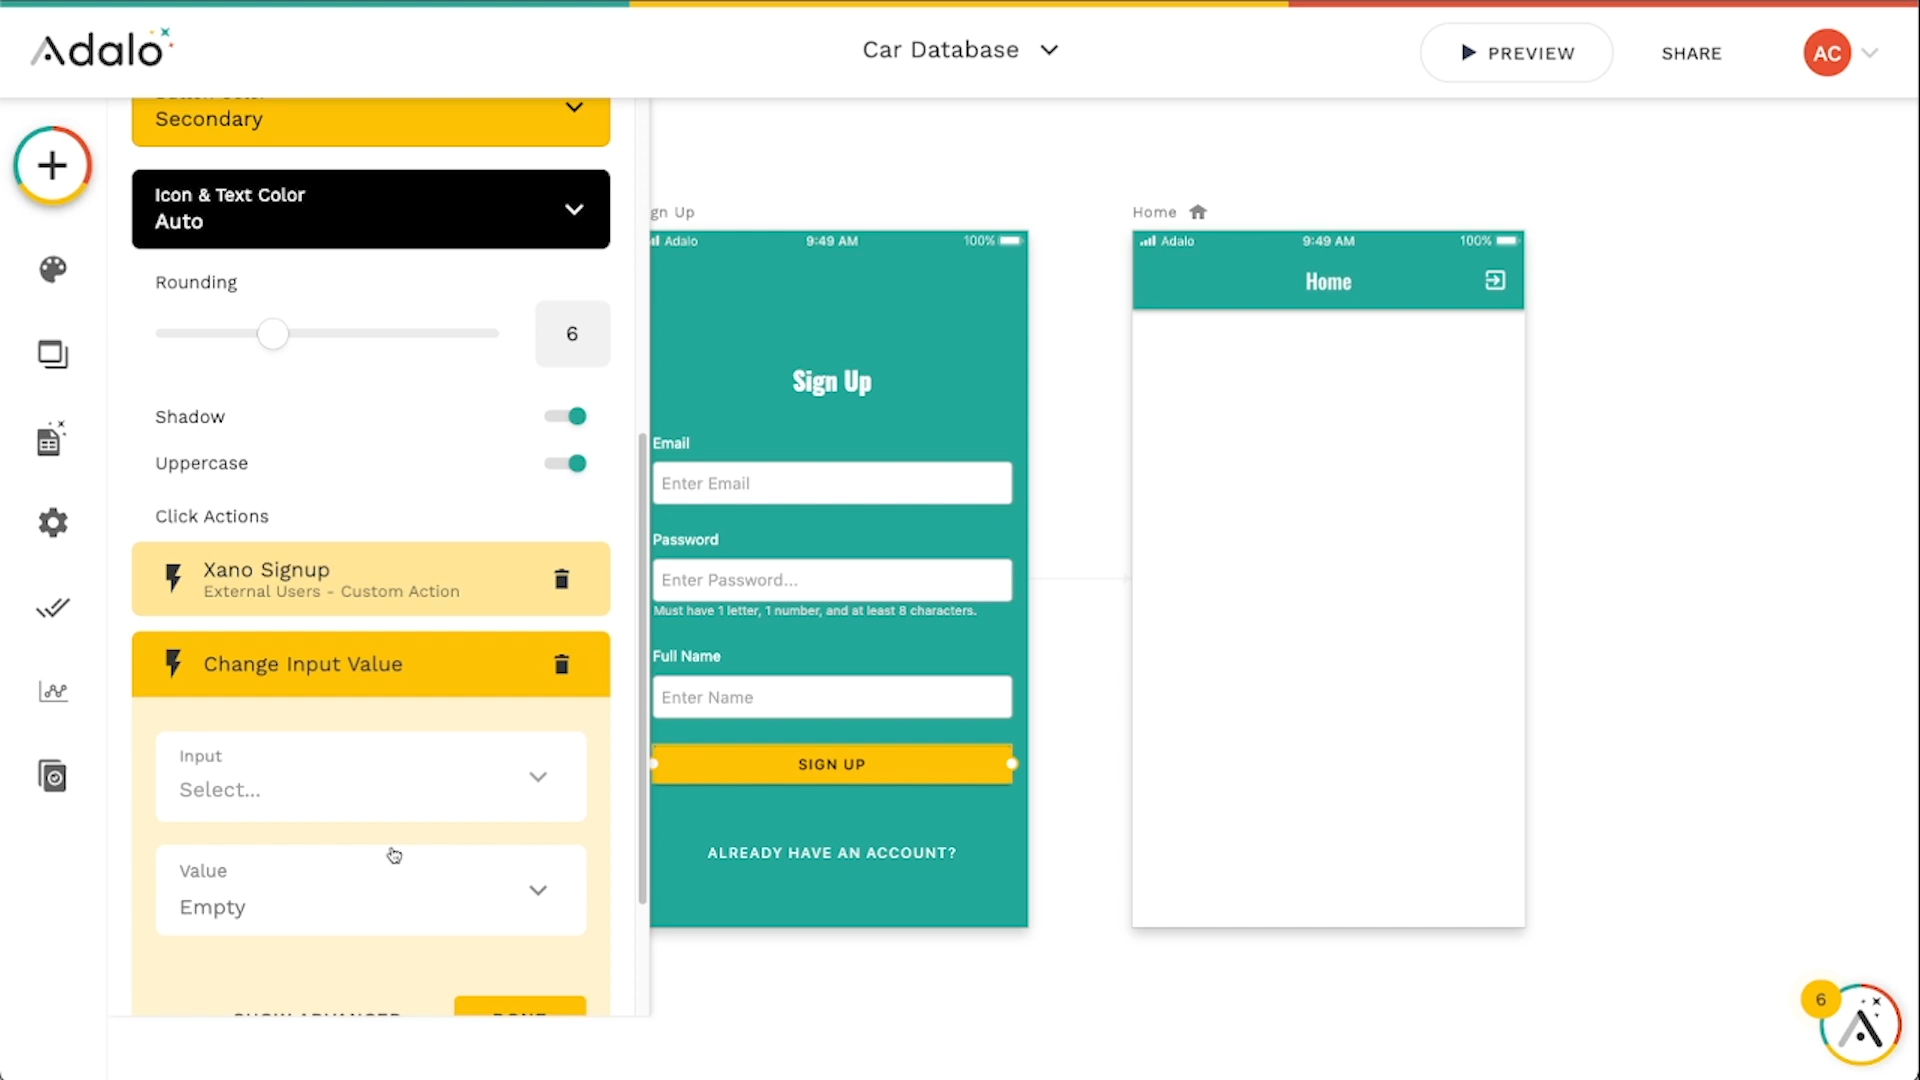 Adalo
Car Database
PREVIEW
SHARE
AC
Secondary
Icon & Text Color
Auto
Rounding
6
Shadow
Uppercase
Click Actions
Xano Signup
External Users - Custom Action
Change Input Value
Input
Select...
Value
Empty
SHOW ADVANCED
DONE
gn Up
Adalo
9:49 AM
100%
Sign Up
Email
Enter Email
Password
Enter Password...
Must have 1 letter, 1 number, and at least 8 characters.
Full Name
Enter Name
SIGN UP
ALREADY HAVE AN ACCOUNT?
Home
Adalo
9:49 AM
100%
Home
6